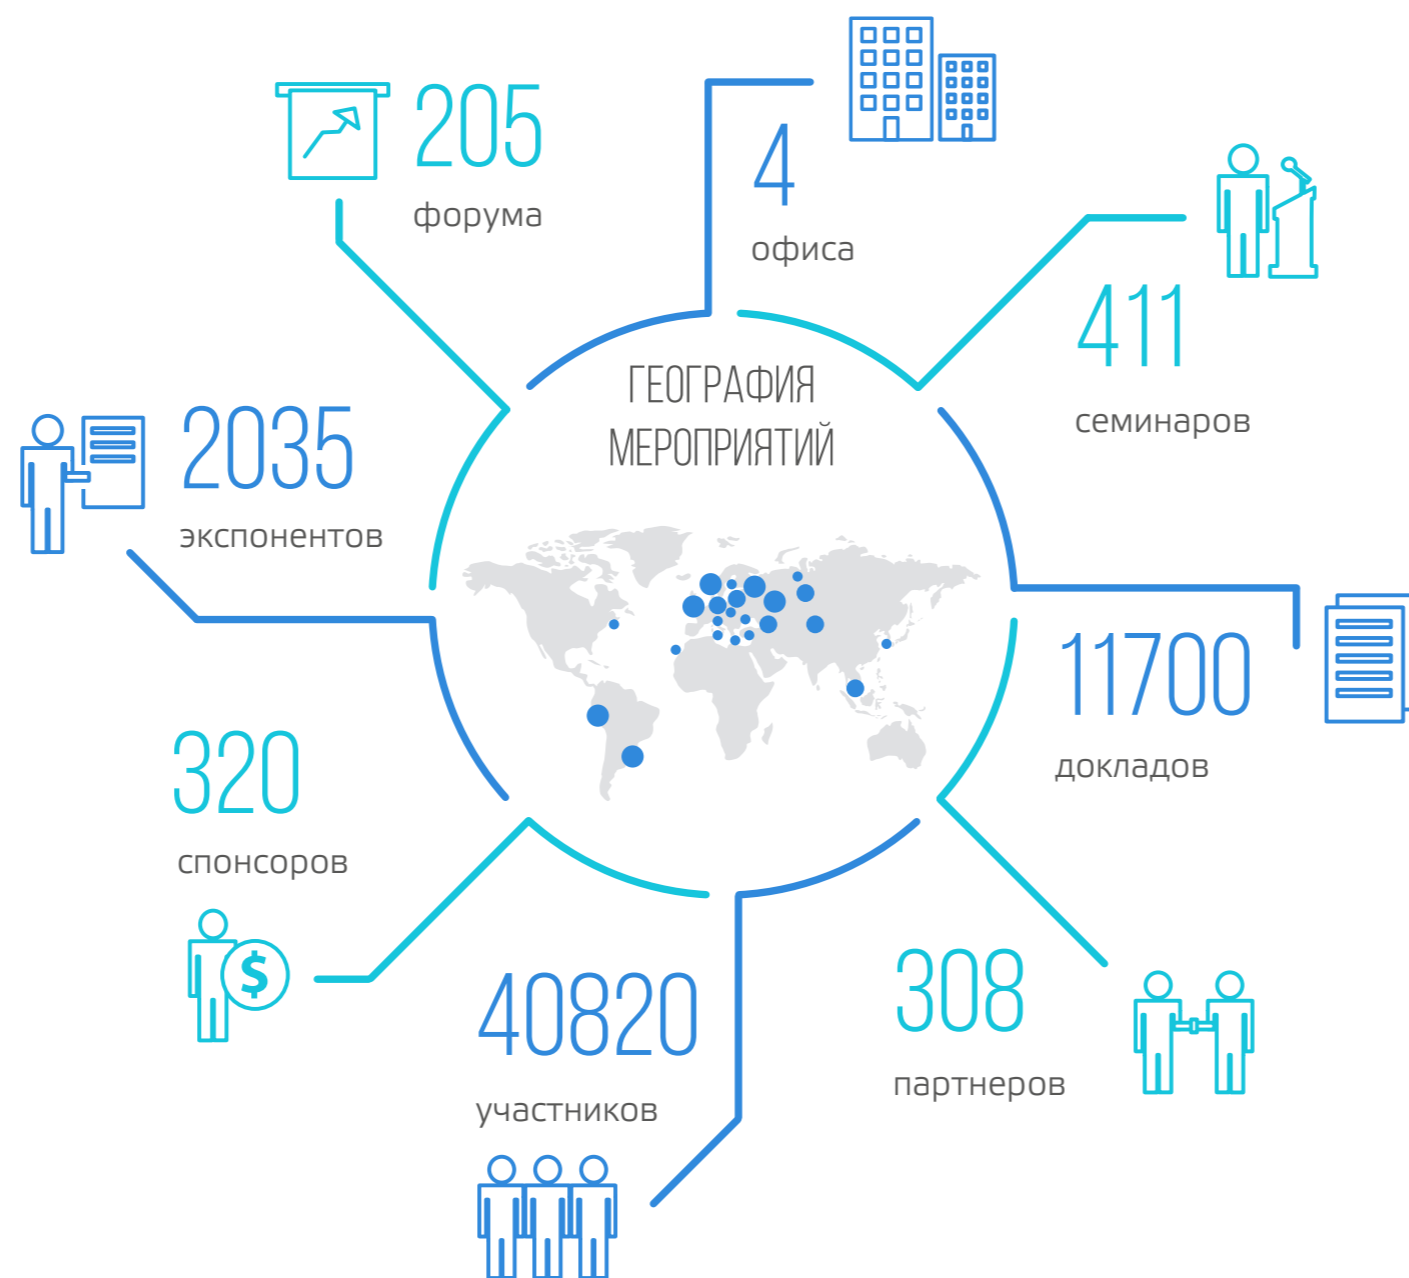 205
форума
4
офиса
411
семинаров
ГЕОГРАФИЯ
МЕРОПРИЯТИЙ
2035
экспонентов
11700
докладов
320
спонсоров
$
40820
участников
308
партнеров